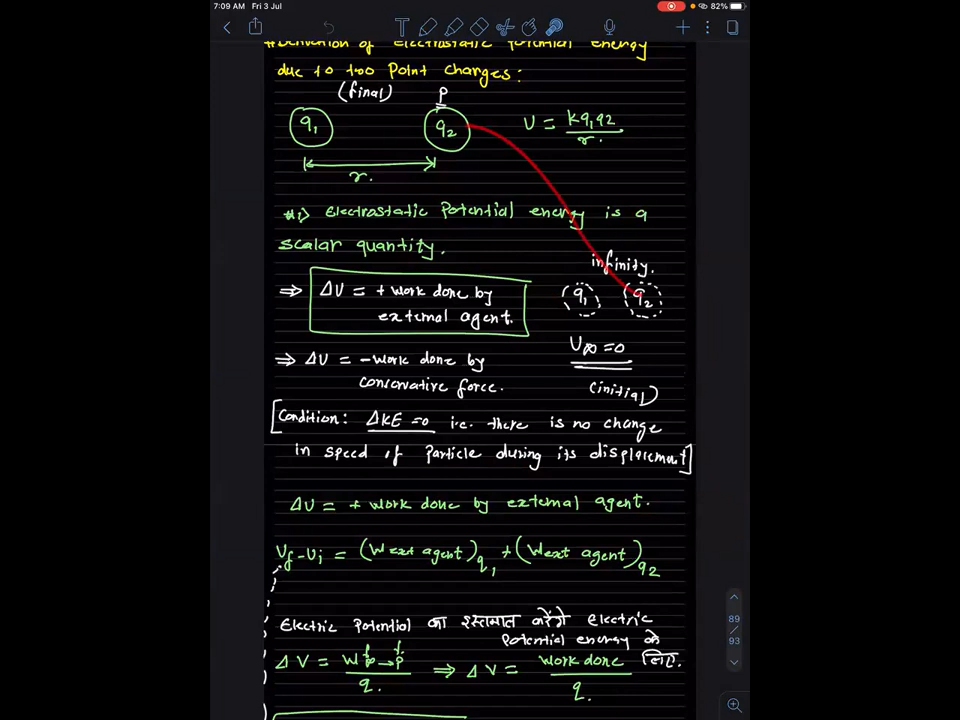 7:09 AM Fri 3 Jul
82%
#Derivation of Electrostatic Potential energy
due to too Point charges:
(final)
P
q1
q2
U = kq1q2
r.
r.
#1) Electrostatic Potential energy is a
scalar quantity.
infinity.
⇒ ΔU = + work done by
external agent.
q1
q2
U∞ = 0
⇒ ΔU = -work done by
concervative force.
(initial)
[Condition: ΔKE = 0 i.e. there is no change
in speed of Particle during its displacement]
ΔU = + work done by external agent.
Uf - Ui = (Wext agent)q1 + (Wext agent)q2
Electric Potential का इस्तमाल करेंगे Electric
Potential energy के
लिए.
ΔV = W∞→P
q.
⇒ ΔV = work done
q.
89
/
93